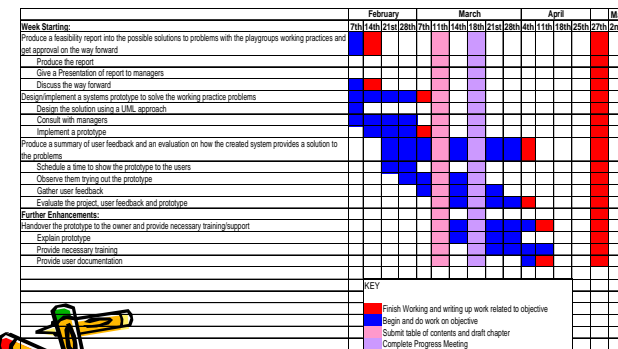 February March April M
Week Starting: 7th 14th 21st 28th 7th 11th 14th 18th 21st 28th 4th 11th 18th 25th 27th 2n
Produce a feasibility report into the possible solutions to problems with the playgroups working practices and
get approval on the way forward
Produce the report
Give a Presentation of report to managers
Discuss the way forward
Design/implement a systems prototype to solve the working practice problems
Design the solution using a UML approach
Consult with managers
Implement a prototype
Produce a summary of user feedback and an evaluation on how the created system provides a solution to
the problems
Schedule a time to show the prototype to the users
Observe them trying out the prototype
Gather user feedback
Evaluate the project, user feedback and prototype
Further Enhancements:
Handover the prototype to the owner and provide necessary training/support
Explain prototype
Provide necessary training
Provide user documentation
KEY
Finish Working and writing up work related to objective
Begin and do work on objective
Submit table of contents and draft chapter
Complete Progress Meeting